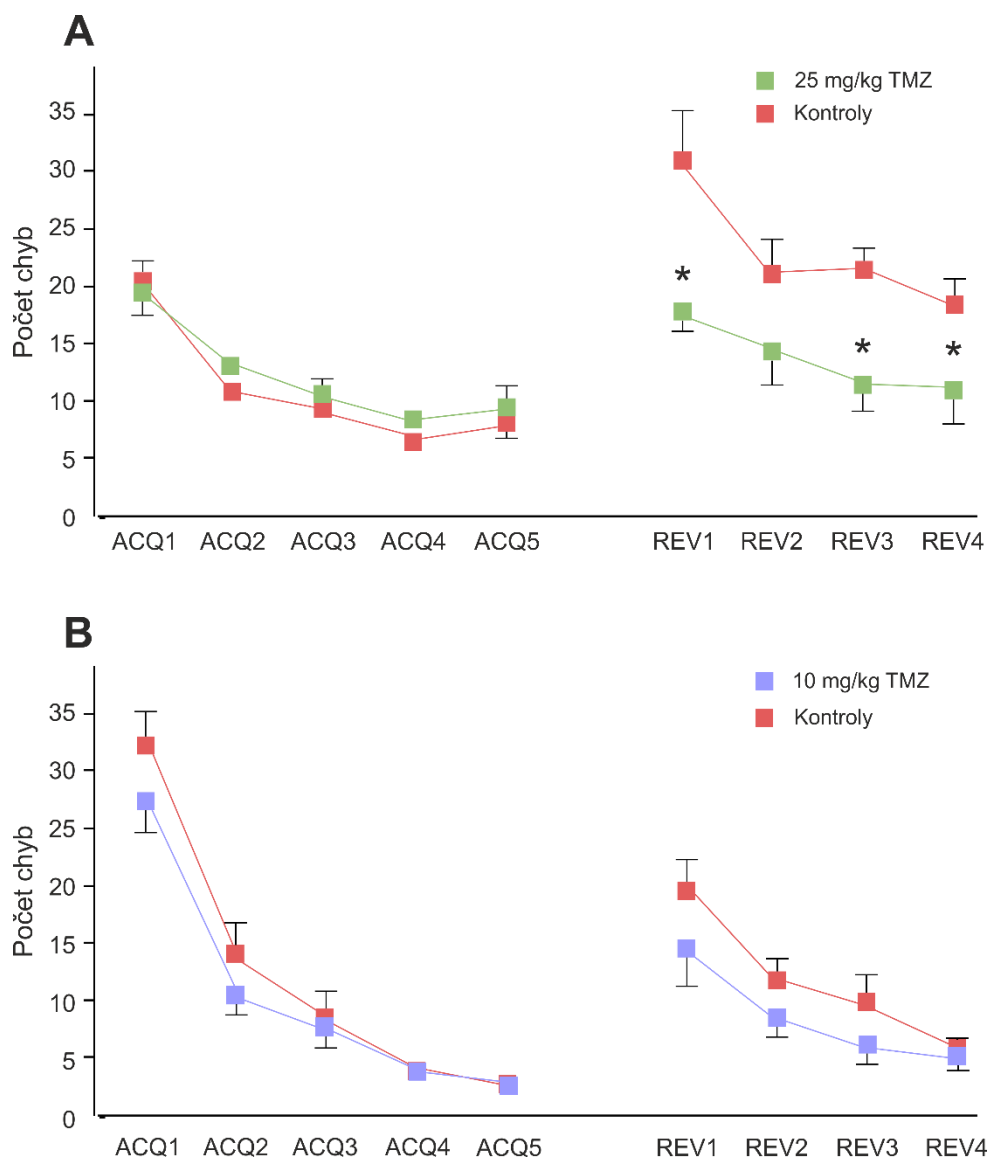 A
25 mg/kg TMZ
Kontroly
Počet chyb
35
30
25
20
15
10
5
0
*
*
*
ACQ1 ACQ2 ACQ3 ACQ4 ACQ5 REV1 REV2 REV3 REV4
B
10 mg/kg TMZ
Kontroly
Počet chyb
35
30
25
20
15
10
5
0
ACQ1 ACQ2 ACQ3 ACQ4 ACQ5 REV1 REV2 REV3 REV4